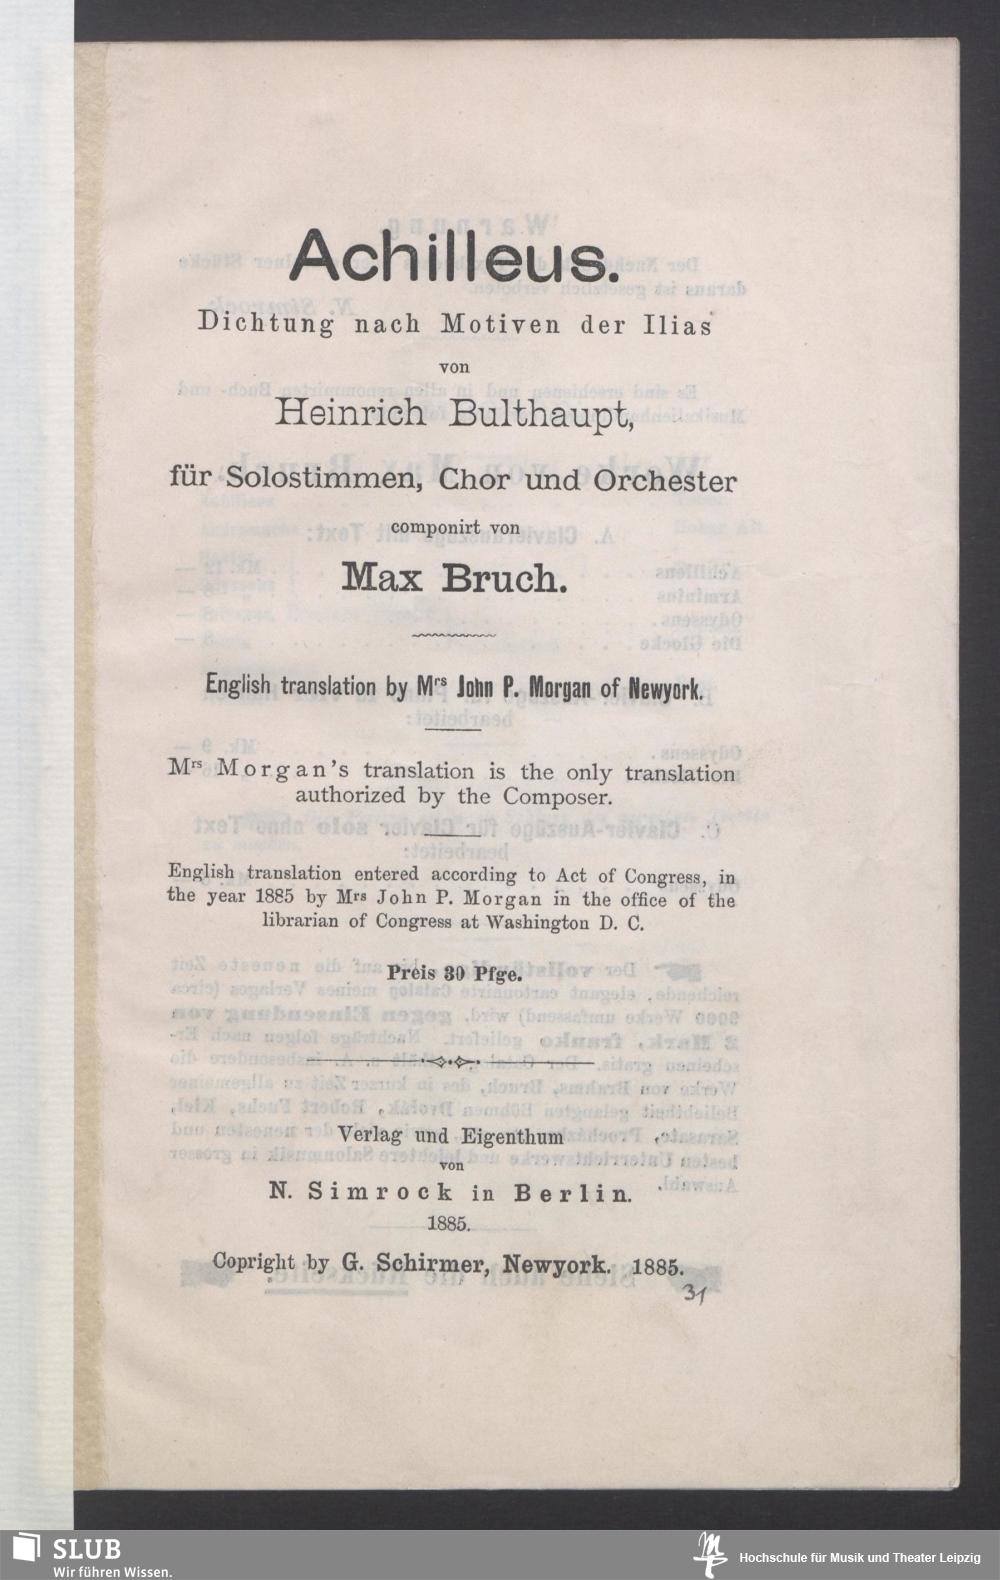 Achilleus.
Dichtung nach Motiven der Ilias
von
Heinrich Bulthaupt,
für Solostimmen, Chor und Orchester
componirt von
Max Bruch.
English translation by Mrs John P. Morgan of Newyork.
Mrs Morgan's translation is the only translation
authorized by the Composer.
English translation entered according to Act of Congress, in
the year 1885 by Mrs John P. Morgan in the office of the
librarian of Congress at Washington D. C.
Preis 30 Pfge.
Verlag und Eigenthum
von
N. Simrock in Berlin.
1885.
Copright by G. Schirmer, Newyork. 1885.
31
SLUB
Wir führen Wissen.
Hochschule für Musik und Theater Leipzig